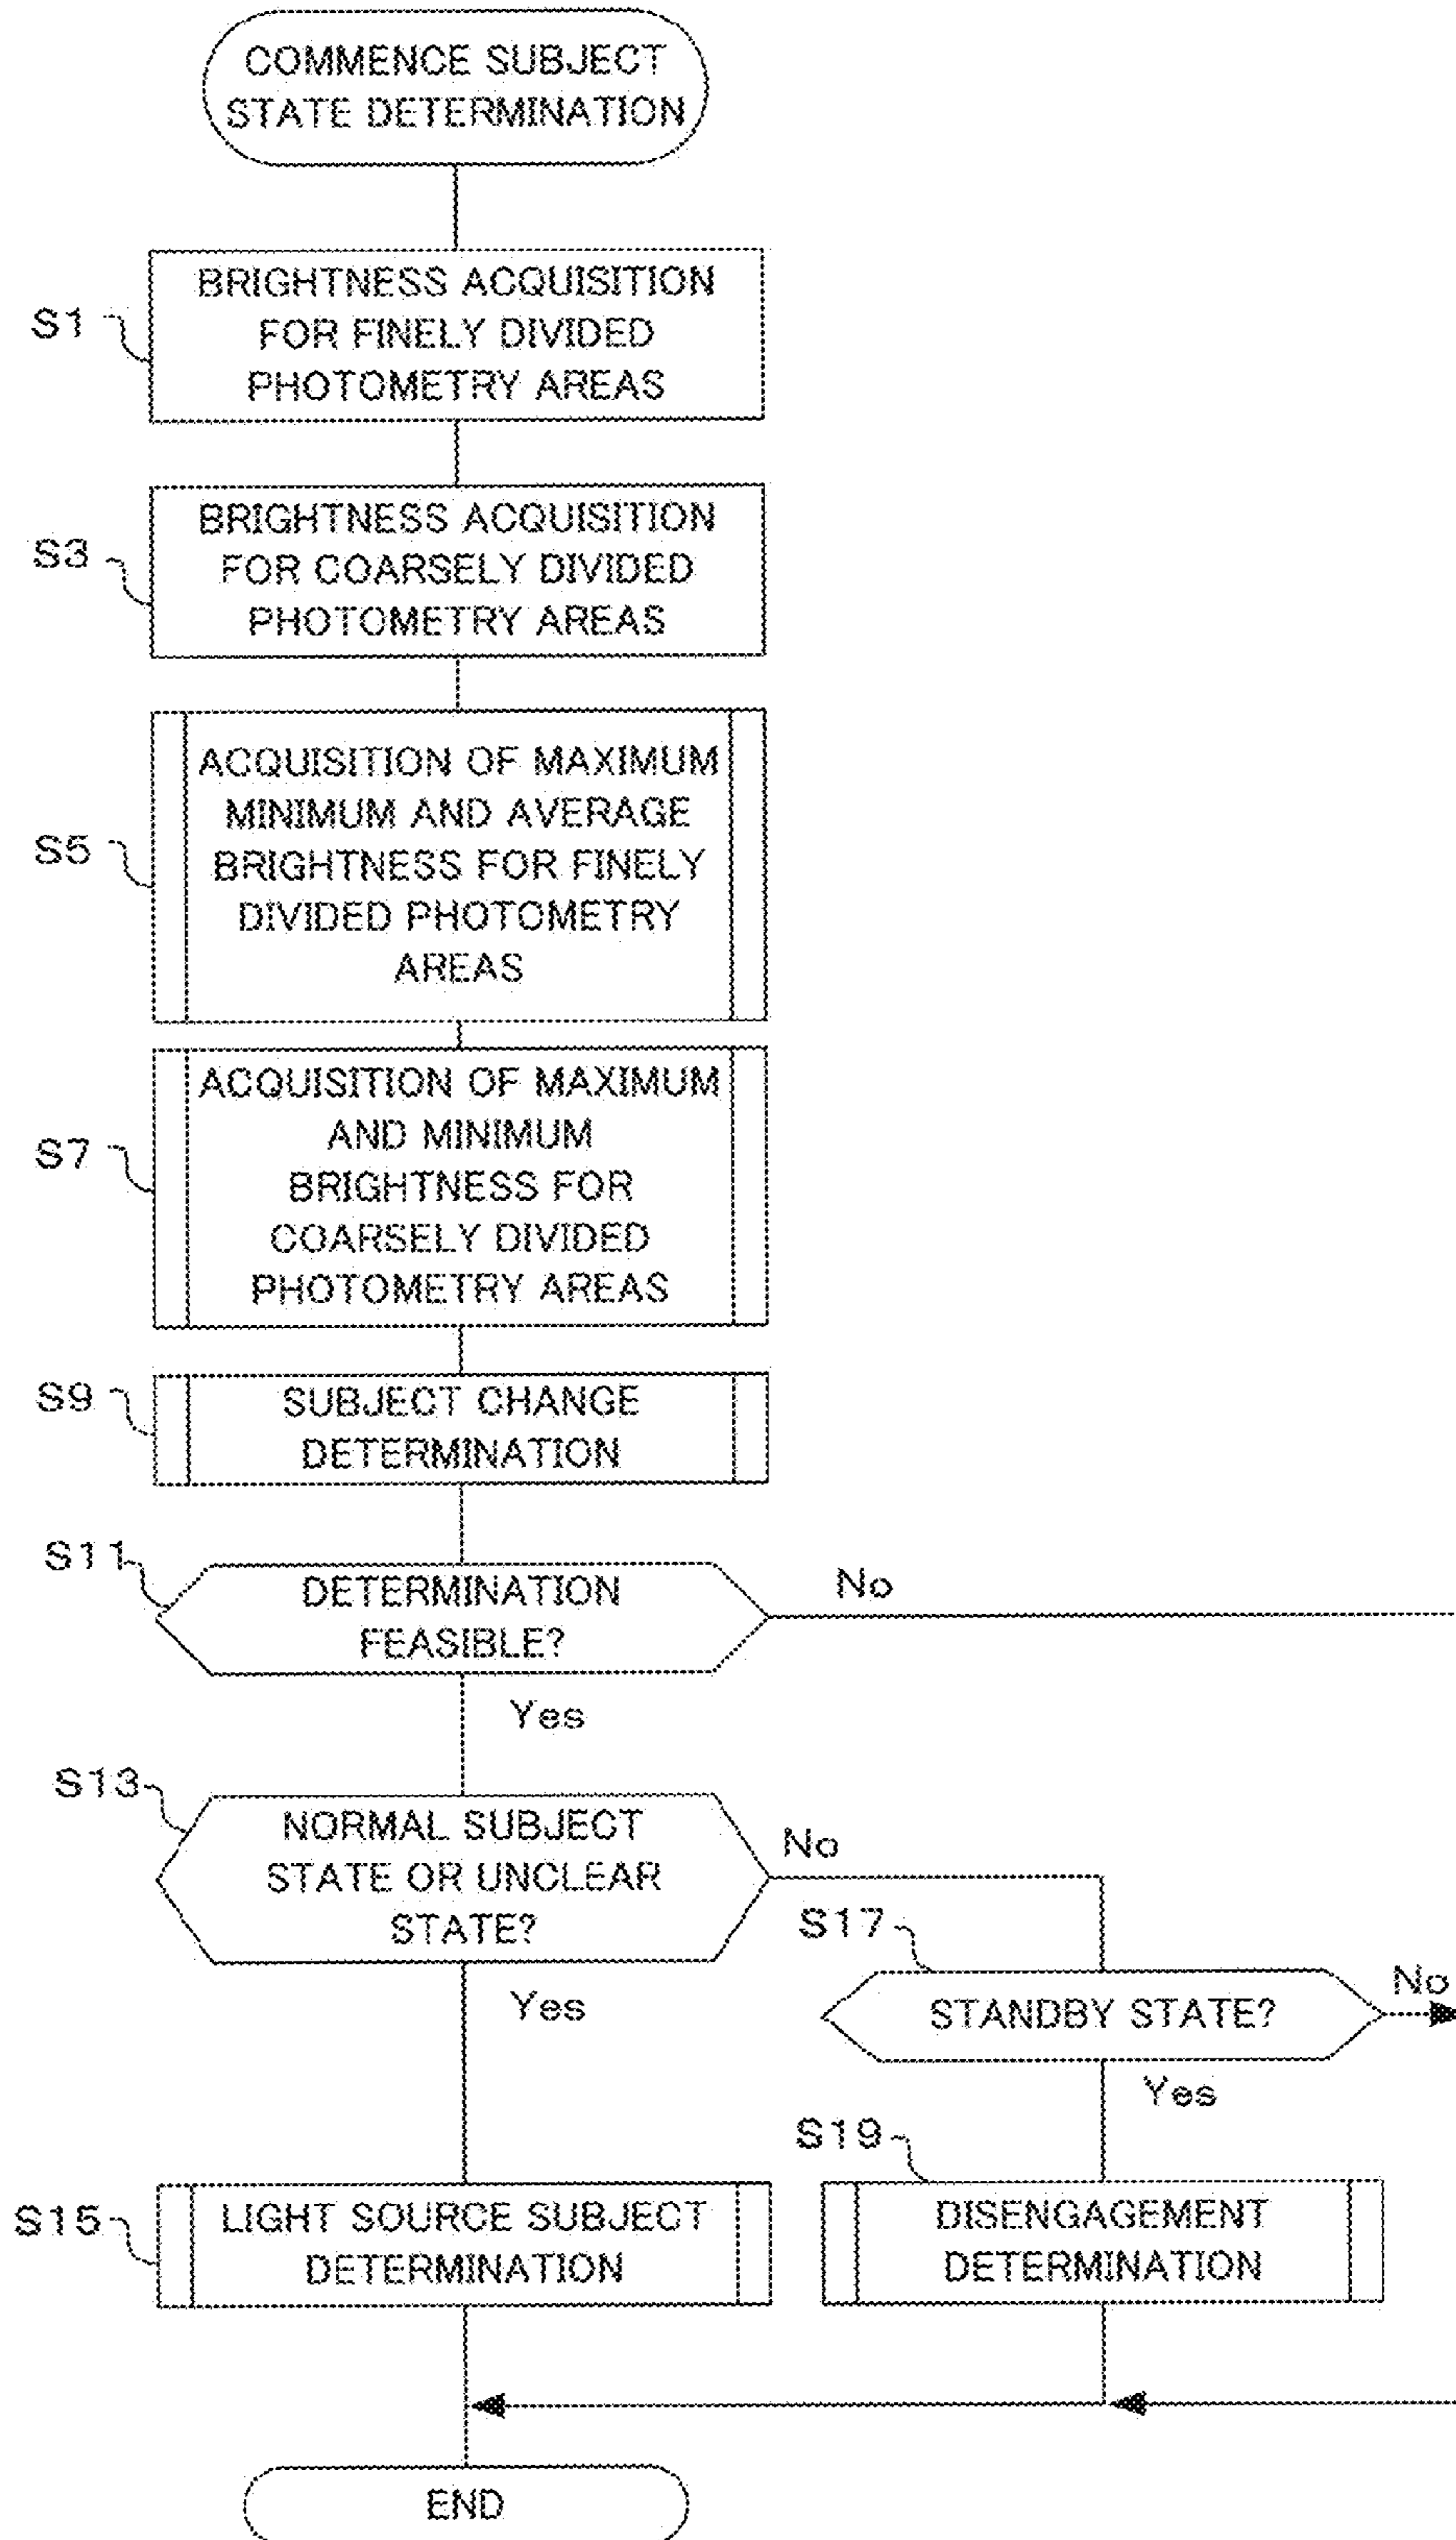 COMMENCE SUBJECT
STATE DETERMINATION
S1
BRIGHTNESS ACQUISITION
FOR FINELY DIVIDED
PHOTOMETRY AREAS
S3
BRIGHTNESS ACQUISITION
FOR COARSELY DIVIDED
PHOTOMETRY AREAS
S5
ACQUISITION OF MAXIMUM
MINIMUM AND AVERAGE
BRIGHTNESS FOR FINELY
DIVIDED PHOTOMETRY
AREAS
S7
ACQUISITION OF MAXIMUM
AND MINIMUM
BRIGHTNESS FOR
COARSELY DIVIDED
PHOTOMETRY AREAS
S9
SUBJECT CHANGE
DETERMINATION
S11
DETERMINATION
FEASIBLE?
No
Yes
S13
NORMAL SUBJECT
STATE OR UNCLEAR
STATE?
No
Yes
S17
STANDBY STATE?
No
Yes
S15
LIGHT SOURCE SUBJECT
DETERMINATION
S19
DISENGAGEMENT
DETERMINATION
END